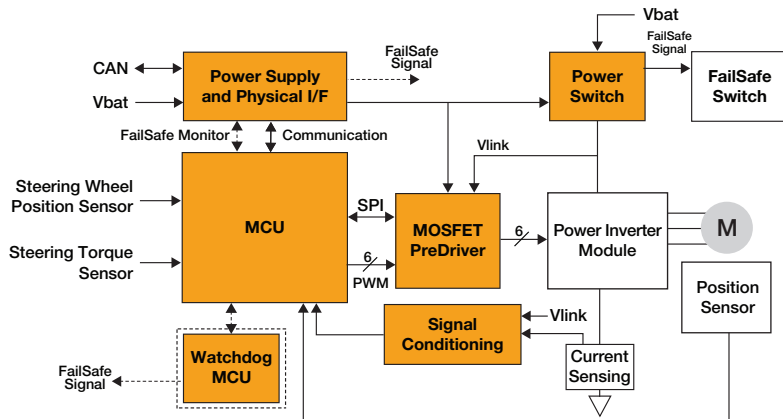 Vbat
CAN
Vbat
Power Supply
and Physical I/F
FailSafe
Signal
Power
Switch
FailSafe
Signal
FailSafe
Switch
FailSafe Monitor
Communication
Vlink
Steering Wheel
Position Sensor
Steering Torque
Sensor
MCU
SPI
6
PWM
MOSFET
PreDriver
6
Power Inverter
Module
M
Position
Sensor
Signal
Conditioning
Vlink
Current
Sensing
Watchdog
MCU
FailSafe
Signal